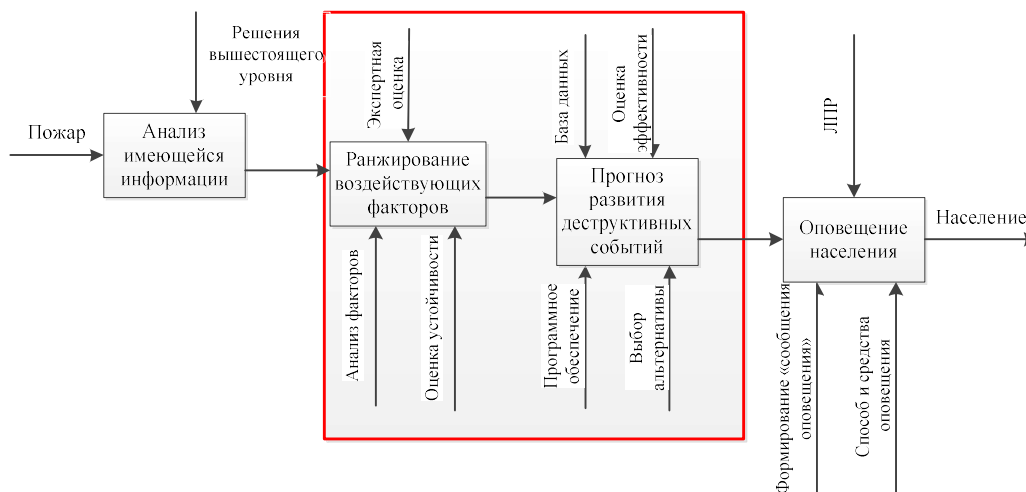 Решения
вышестоящего
уровня
Пожар
Анализ
имеющейся
информации
Экспертная
оценка
Ранжирование
воздействующих
факторов
Анализ факторов
Оценка устойчивости
База данных
Оценка
эффективности
Прогноз
развития
деструктивных
событий
Программное
обеспечение
Выбор
альтернативы
ЛПР
Оповещение
населения
Население
Формирование «сообщения
оповещения»
Способ и средства
оповещения